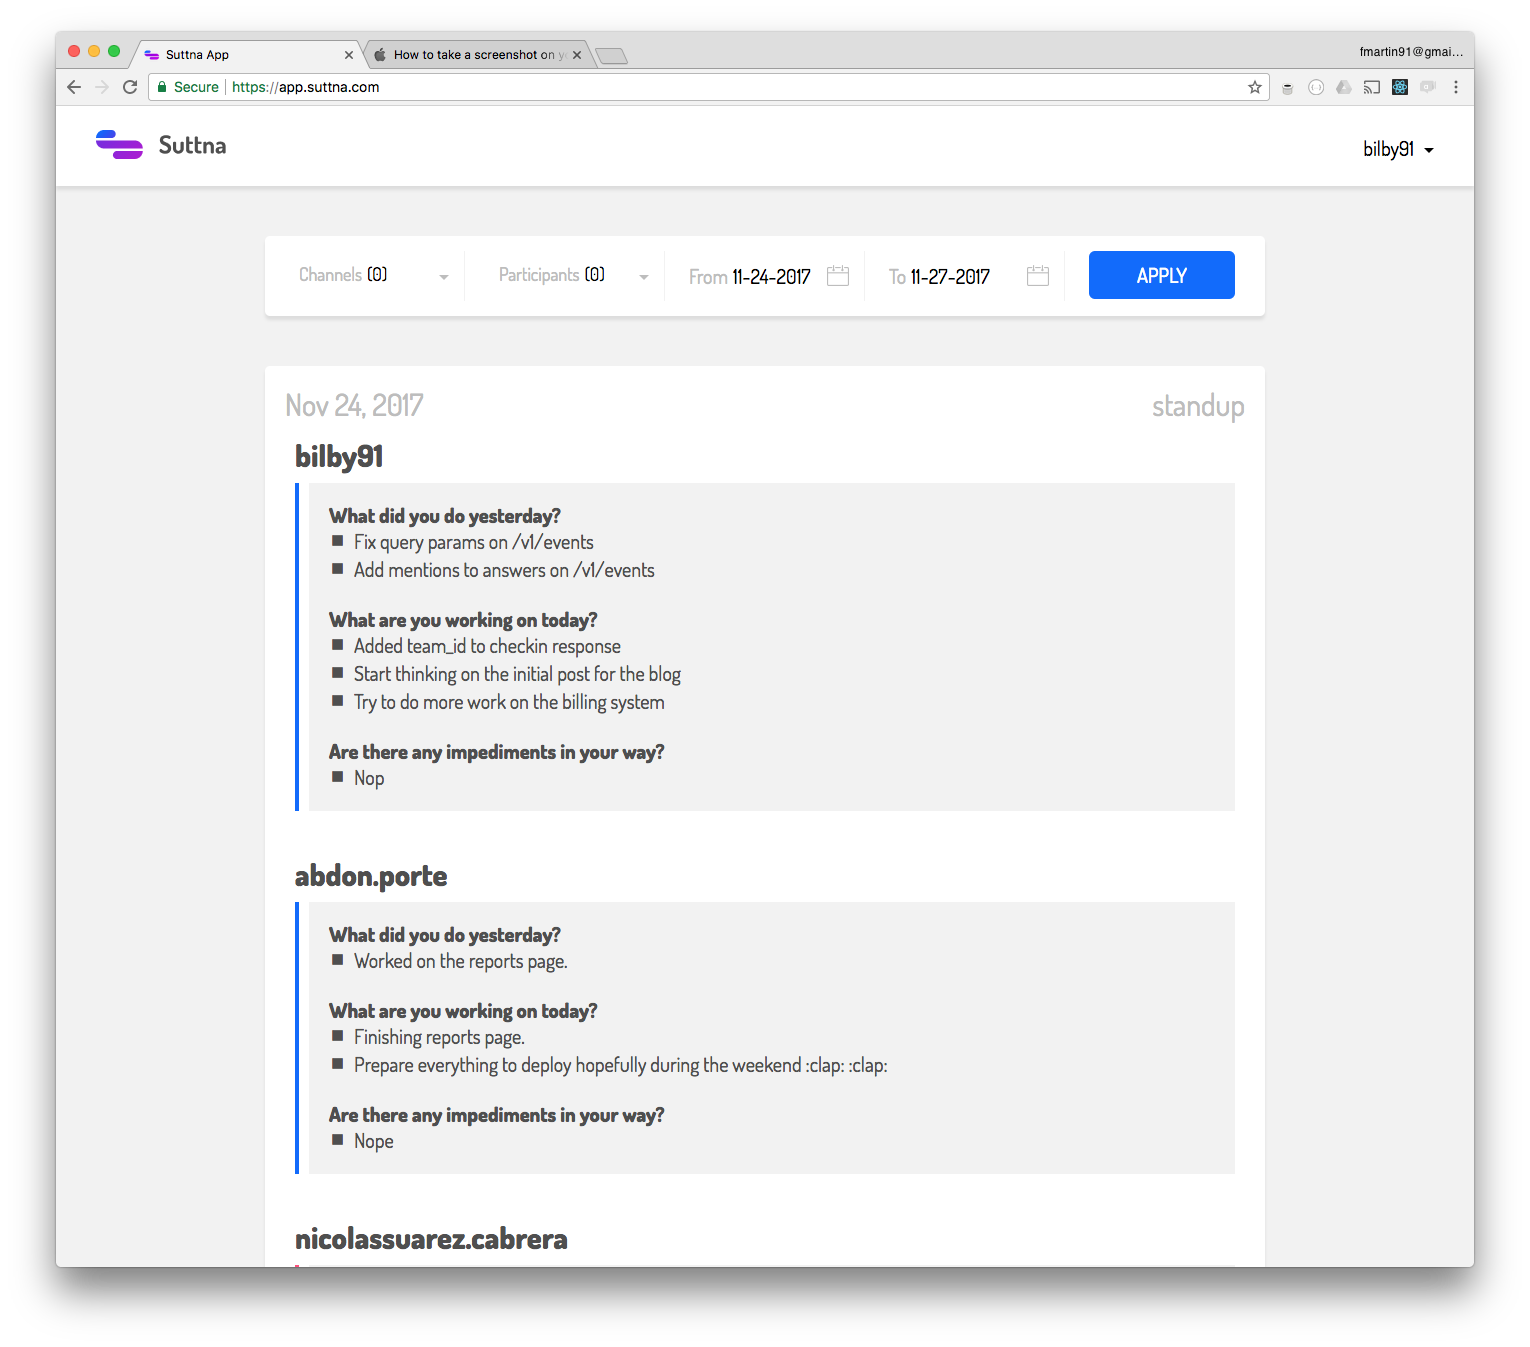 Suttna App
How to take a screenshot on y
fmartin91@gmai...
Secure https://app.suttna.com
Suttna
bilby91
Channels (0)
Participants (0)
From 11-24-2017
To 11-27-2017
APPLY
Nov 24, 2017
standup
bilby91
What did you do yesterday?
Fix query params on /v1/events
Add mentions to answers on /v1/events
What are you working on today?
Added team_id to checkin response
Start thinking on the initial post for the blog
Try to do more work on the billing system
Are there any impediments in your way?
Nop
abdon.porte
What did you do yesterday?
Worked on the reports page.
What are you working on today?
Finishing reports page.
Prepare everything to deploy hopefully during the weekend :clap: :clap:
Are there any impediments in your way?
Nope
nicolassuarez.cabrera